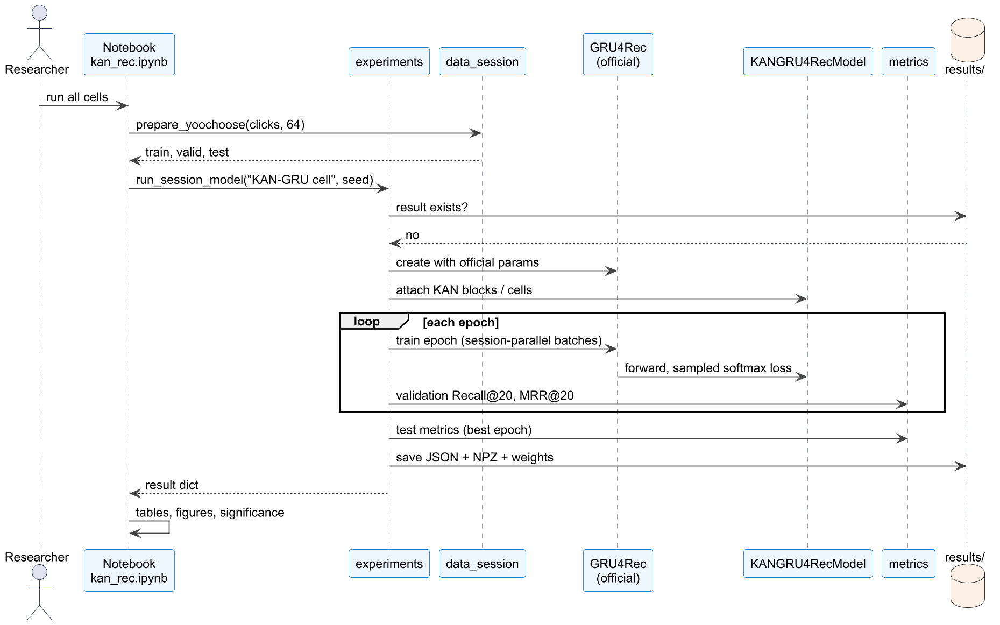 Researcher
Notebook
kan_rec.ipynb
experiments
data_session
GRU4Rec
(official)
KANGRU4RecModel
metrics
results/
run all cells
prepare_yoochoose(clicks, 64)
train, valid, test
run_session_model("KAN-GRU cell", seed)
result exists?
no
create with official params
attach KAN blocks / cells
loop [each epoch]
train epoch (session-parallel batches)
forward, sampled softmax loss
validation Recall@20, MRR@20
test metrics (best epoch)
save JSON + NPZ + weights
result dict
tables, figures, significance
Researcher
Notebook
kan_rec.ipynb
experiments
data_session
GRU4Rec
(official)
KANGRU4RecModel
metrics
results/